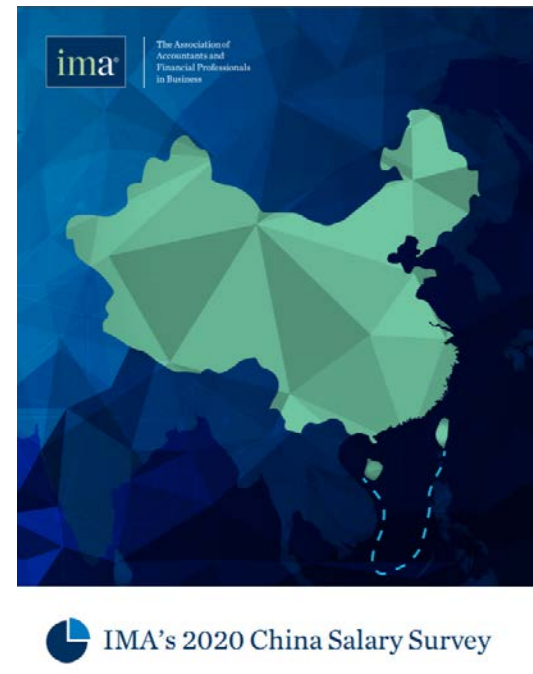 ima®
The Association of
Accountants and
Financial Professionals
in Business
IMA's 2020 China Salary Survey